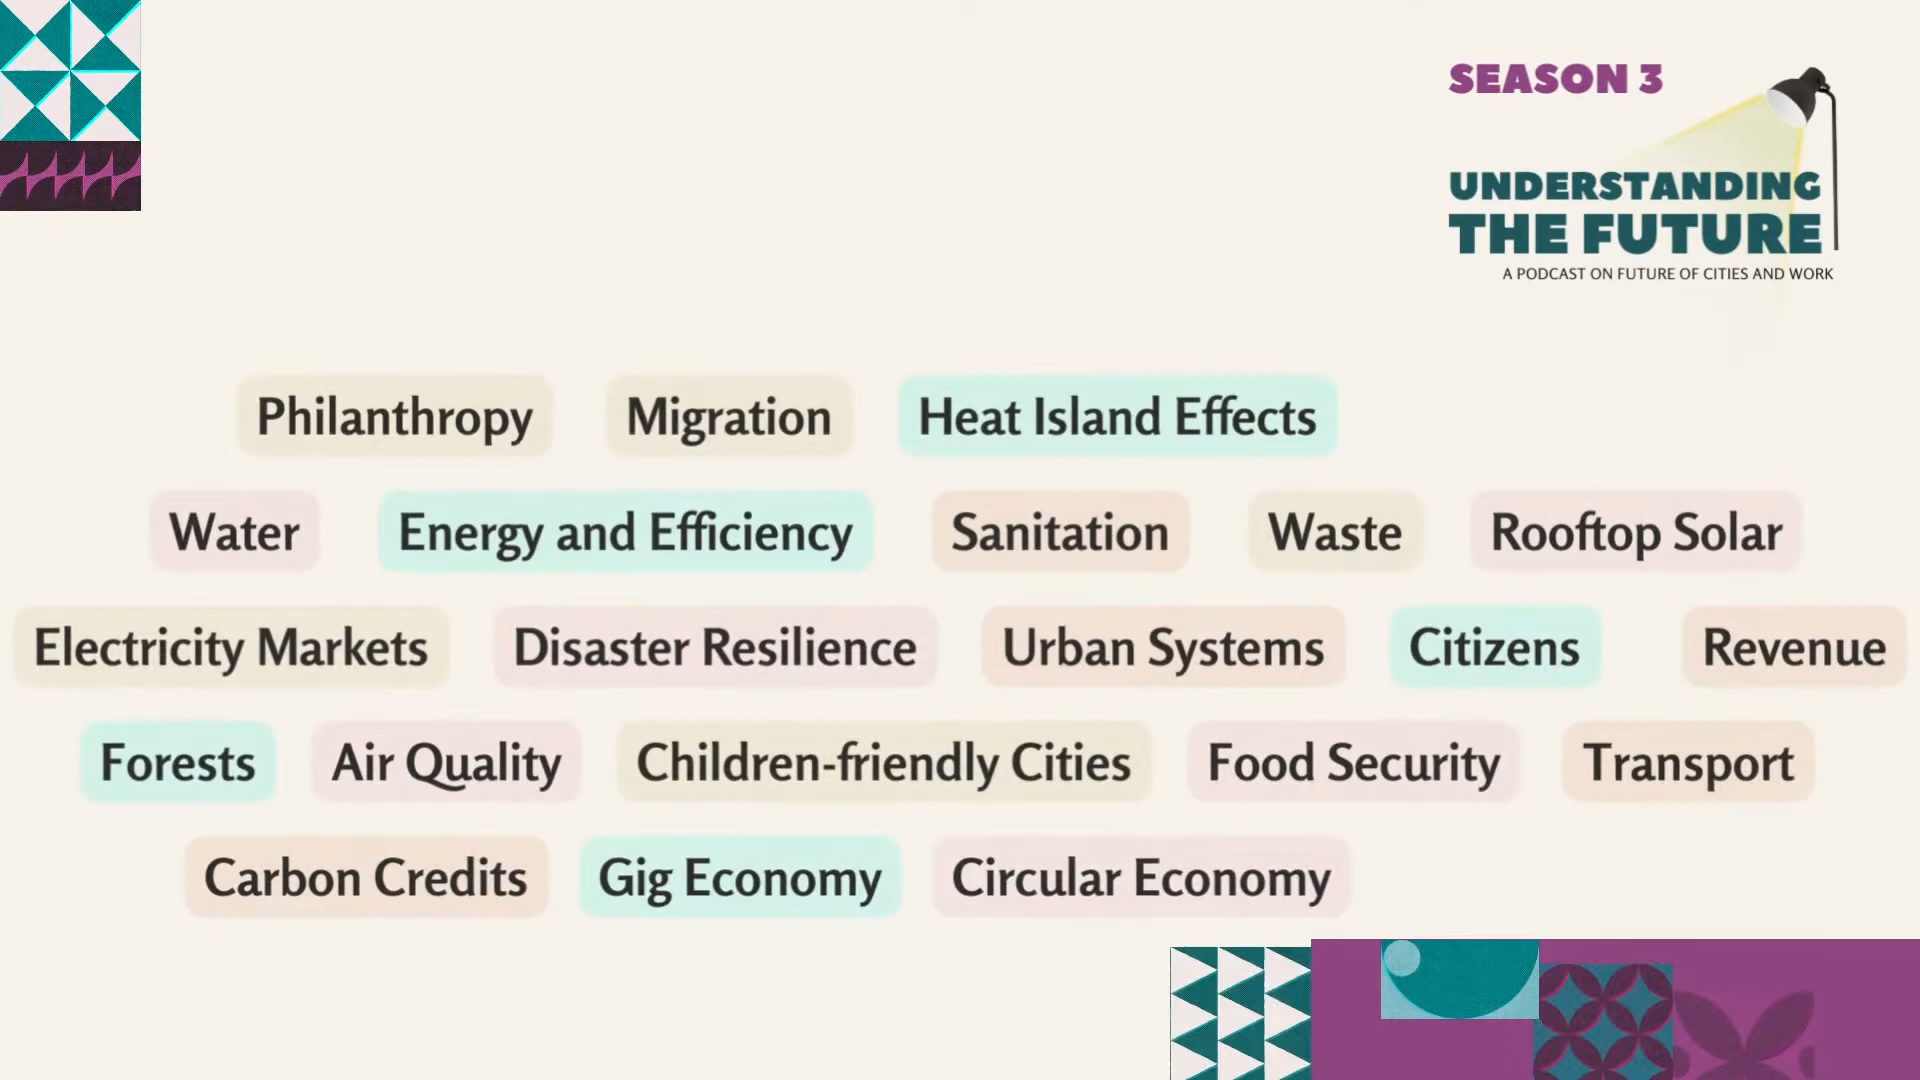 SEASON 3
UNDERSTANDING
THE FUTURE
A PODCAST ON FUTURE OF CITIES AND WORK
Philanthropy Migration Heat Island Effects
Water Energy and Efficiency Sanitation Waste Rooftop Solar
Electricity Markets Disaster Resilience Urban Systems Citizens Revenue
Forests Air Quality Children-friendly Cities Food Security Transport
Carbon Credits Gig Economy Circular Economy